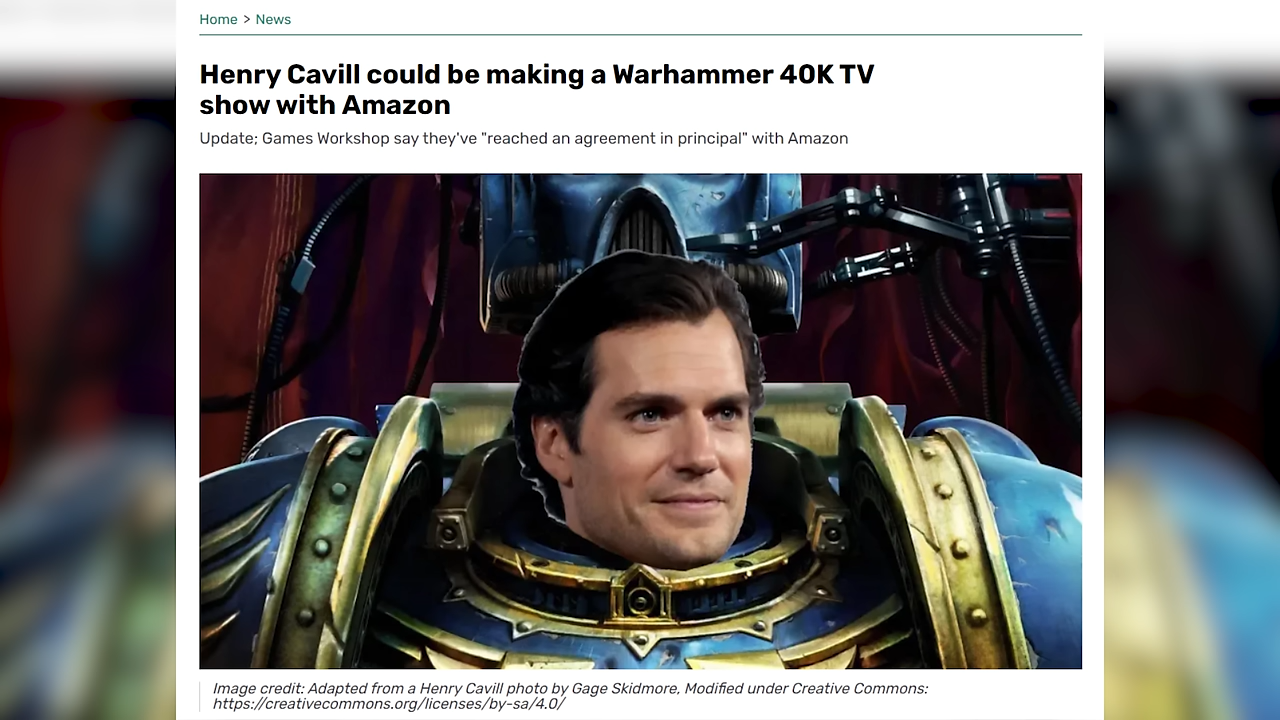 Home > News
Henry Cavill could be making a Warhammer 40K TV
show with Amazon
Update; Games Workshop say they've "reached an agreement in principal" with Amazon
Image credit: Adapted from a Henry Cavill photo by Gage Skidmore, Modified under Creative Commons:
https://creativecommons.org/licenses/by-sa/4.0/